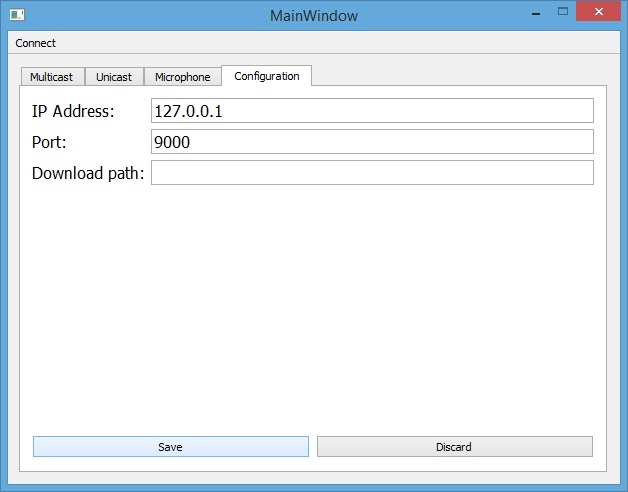 MainWindow
Connect
Multicast Unicast Microphone Configuration
IP Address: 127.0.0.1
Port: 9000
Download path:
Save Discard